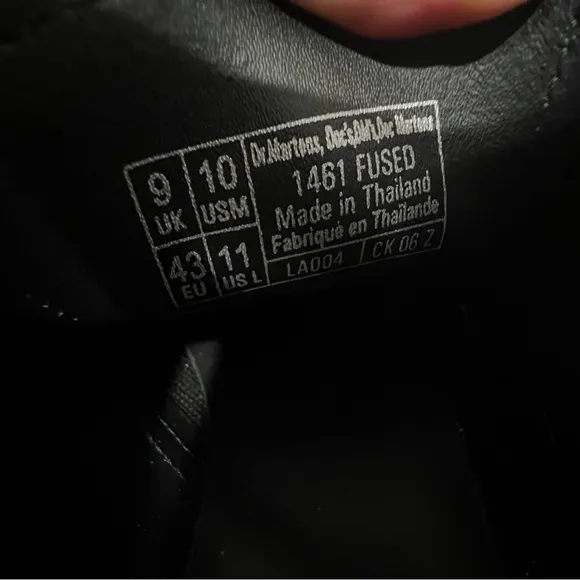 9 UK
10 USM
43 EU
11 US L
Dr.Martens, Doc's,DM's,Doc Martens
1461 FUSED
Made in Thailand
Fabriqué en Thaïlande
LA004
CK 06 Z